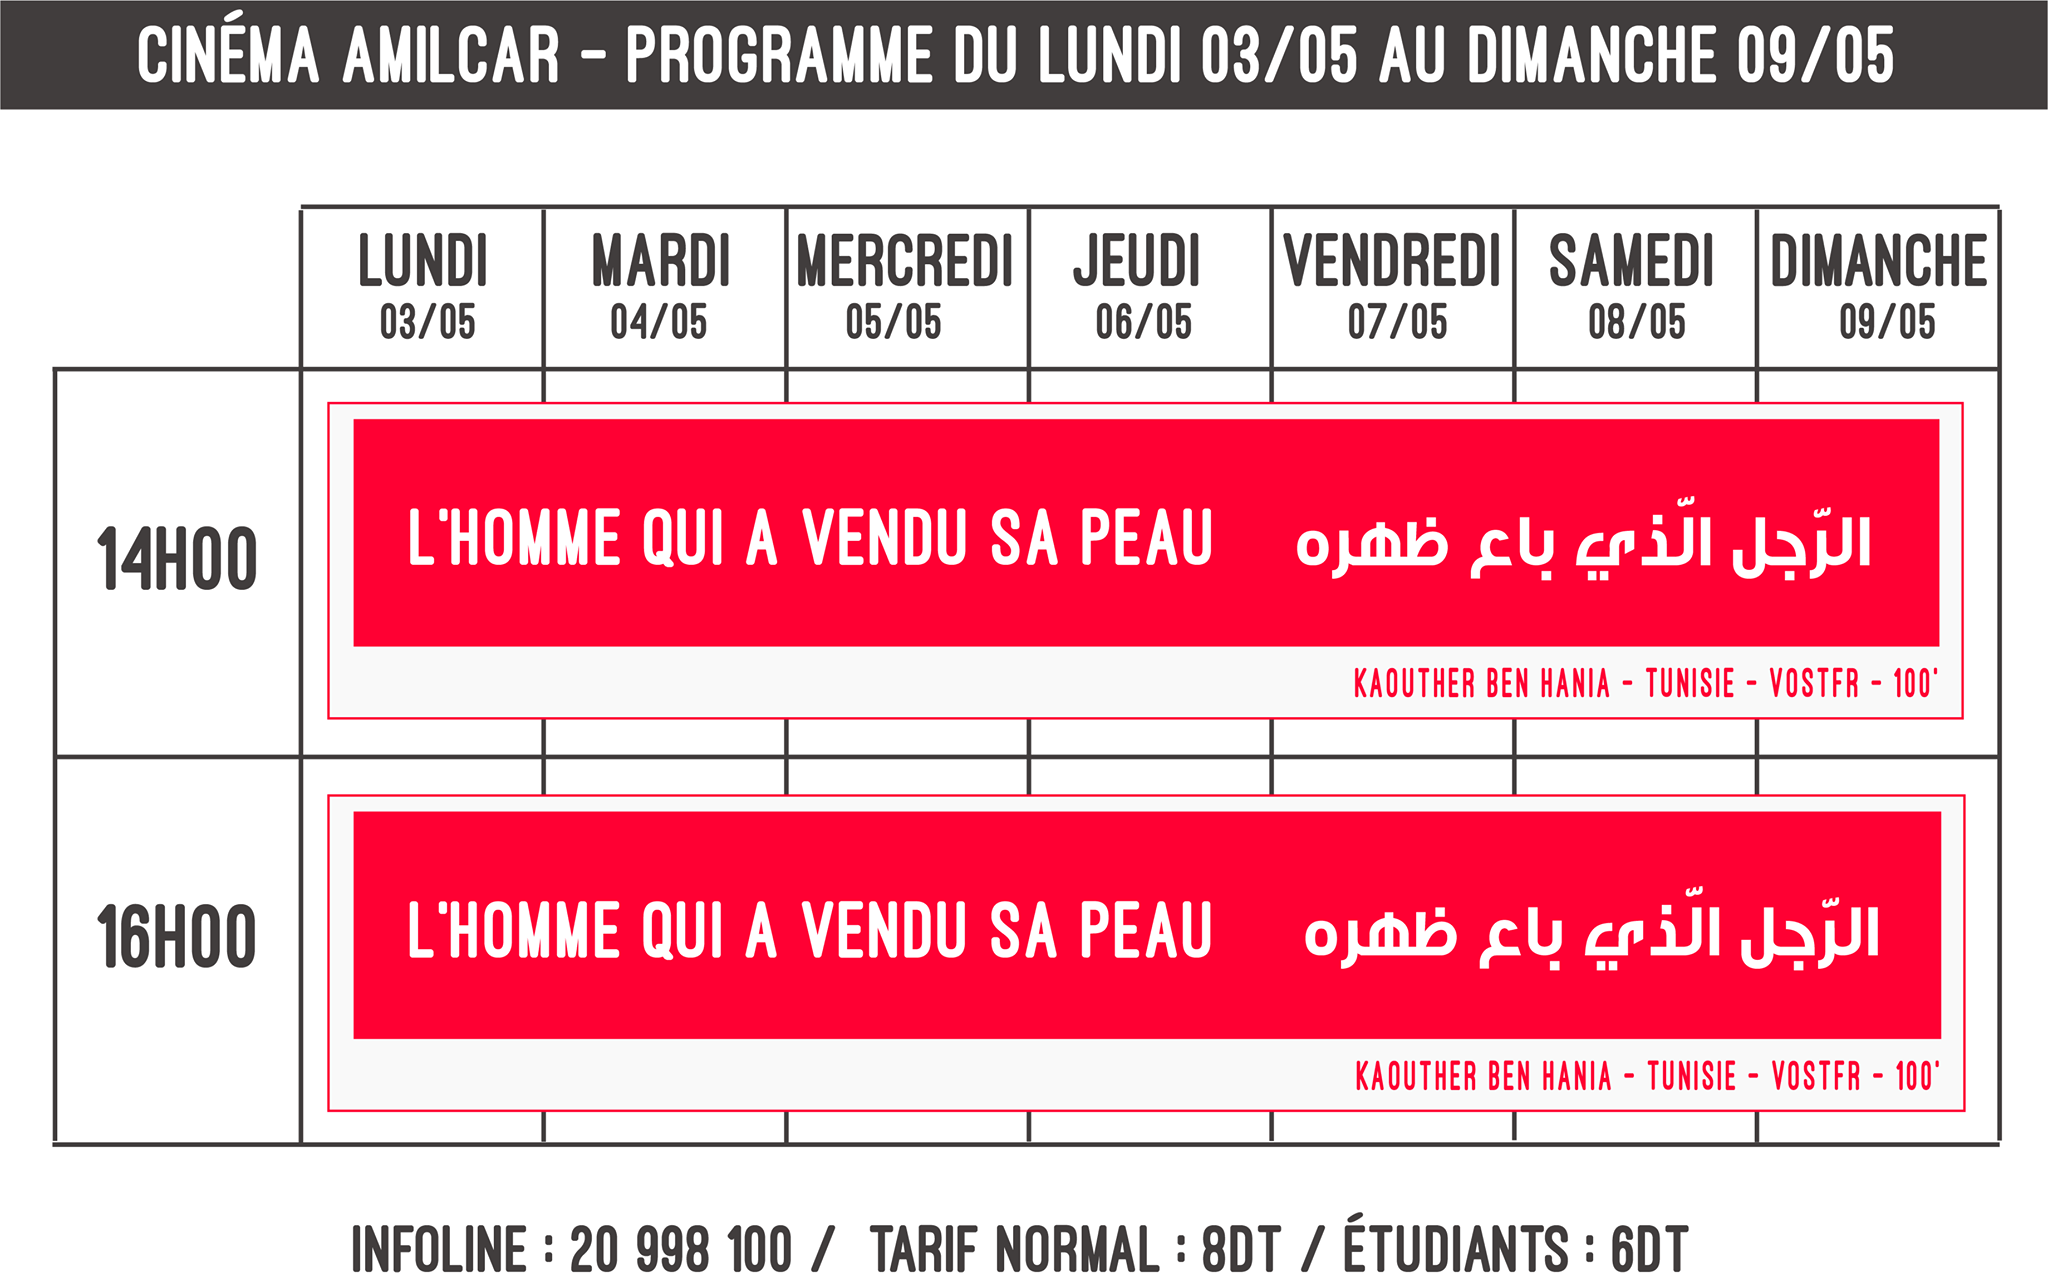 CINÉMA AMILCAR - PROGRAMME DU LUNDI 03/05 AU DIMANCHE 09/05
LUNDI MARDI MERCREDI JEUDI VENDREDI SAMEDI DIMANCHE
03/05 04/05 05/05 06/05 07/05 08/05 09/05
14H00 L'HOMME QUI A VENDU SA PEAU الرّجل الّذي باع ظهره
KAOUTHER BEN HANIA - TUNISIE - VOSTFR - 100'
16H00 L'HOMME QUI A VENDU SA PEAU الرّجل الّذي باع ظهره
KAOUTHER BEN HANIA - TUNISIE - VOSTFR - 100'
INFOLINE : 20 998 100 / TARIF NORMAL : 8DT / ÉTUDIANTS : 6DT